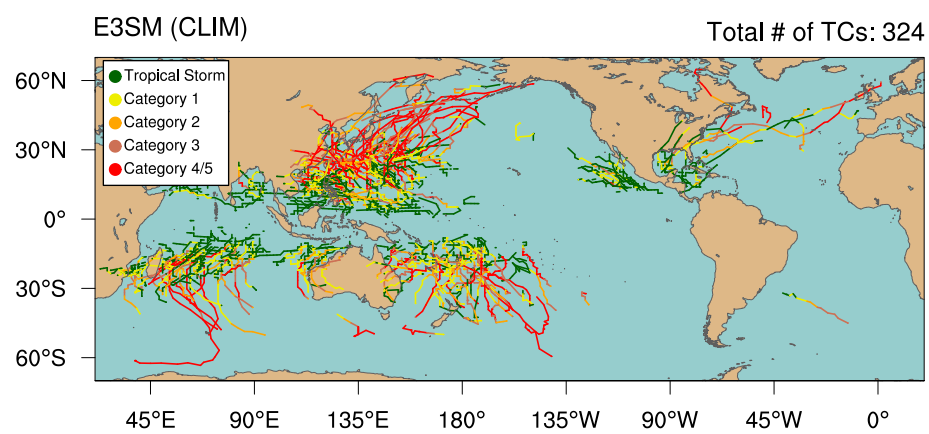 E3SM (CLIM)
Total # of TCs: 324
60°N
30°N
0°
30°S
60°S
Tropical Storm
Category 1
Category 2
Category 3
Category 4/5
45°E 90°E 135°E 180° 135°W 90°W 45°W 0°